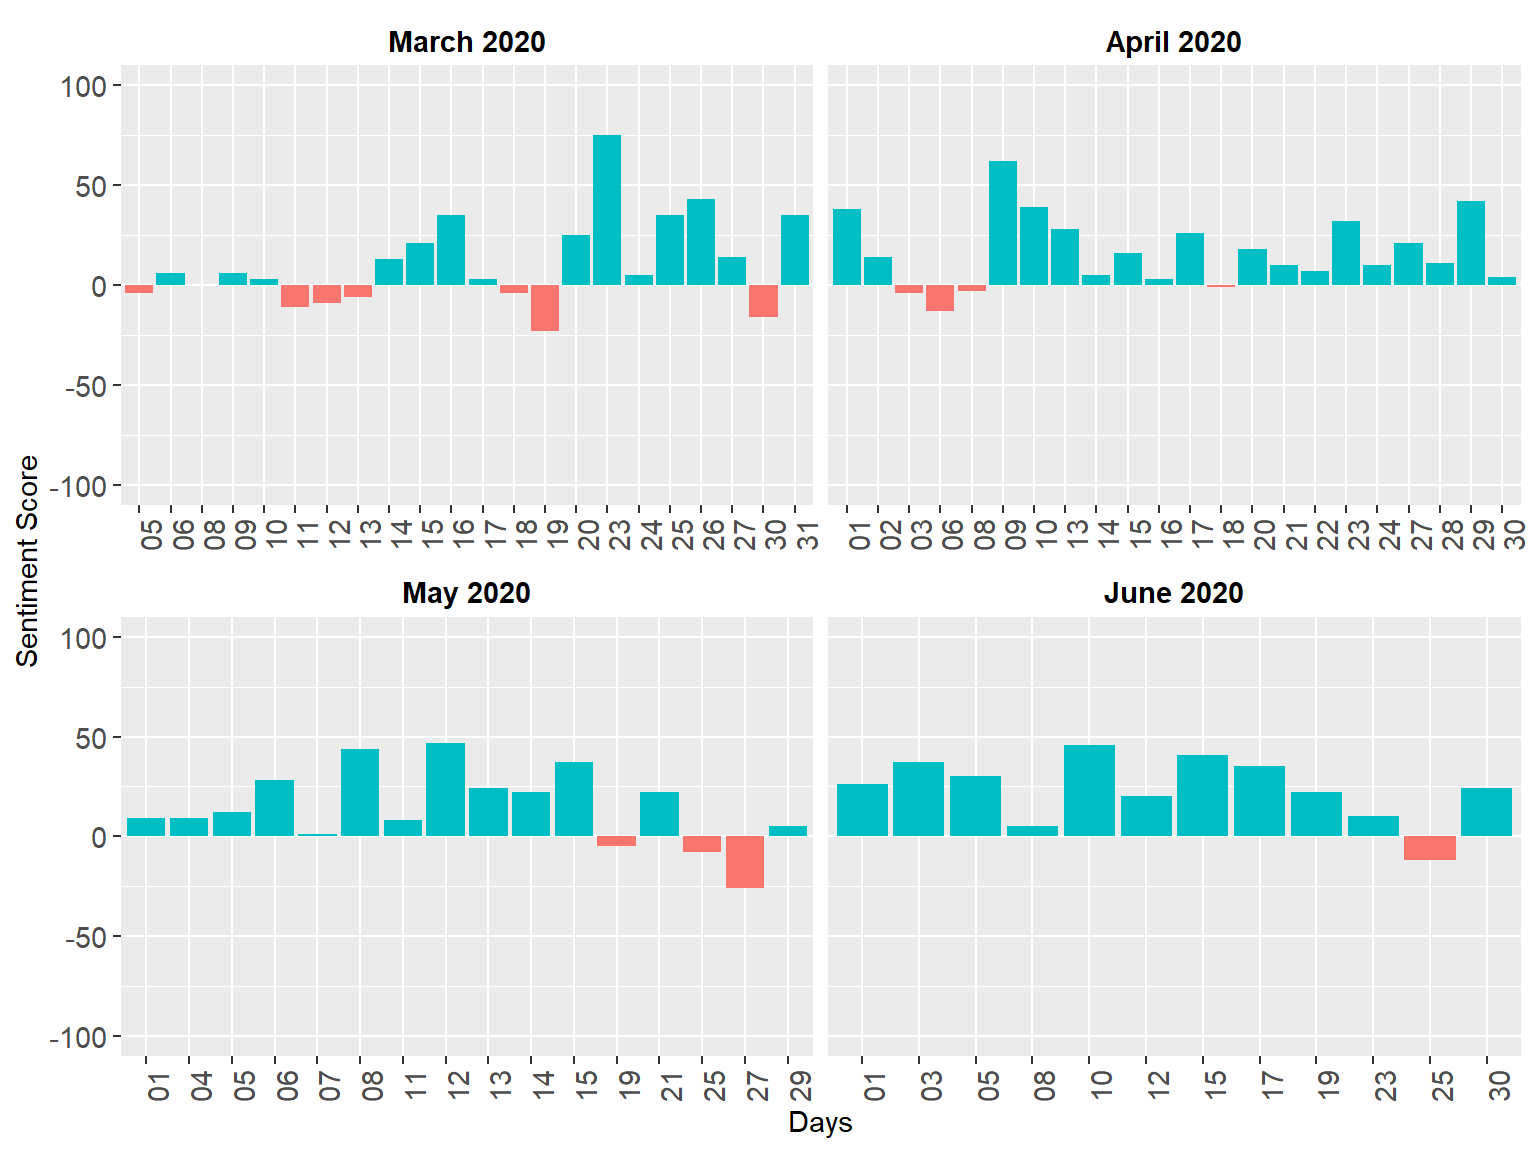 March 2020
April 2020
100
50
0
-50
-100
05 06 08 09 10 11 12 13 14 15 16 17 18 19 20 23 24 25 26 27 30 31
01 02 03 06 08 09 10 13 14 15 16 17 18 20 21 22 23 24 27 28 29 30
Sentiment Score
May 2020
June 2020
100
50
0
-50
-100
01 04 05 06 07 08 11 12 13 14 15 19 21 25 27 29
01 03 05 08 10 12 15 17 19 23 25 30
Days